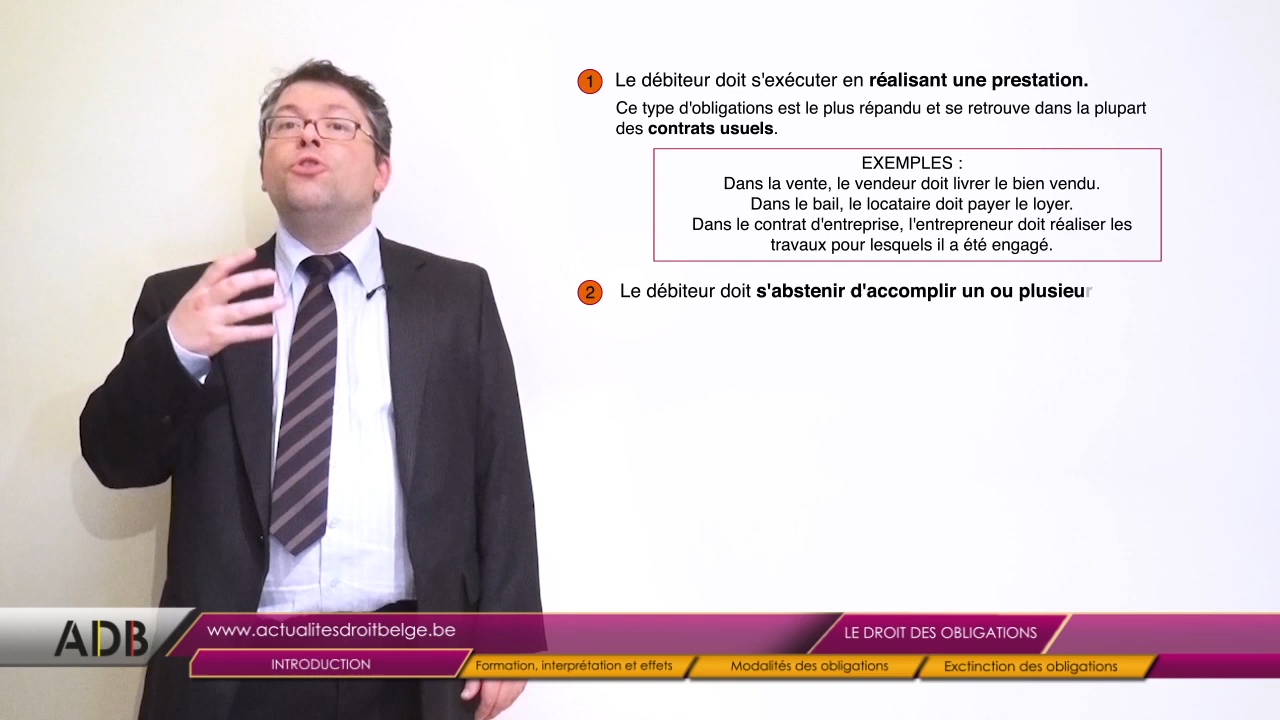 1 Le débiteur doit s'exécuter en réalisant une prestation.
Ce type d'obligations est le plus répandu et se retrouve dans la plupart
des contrats usuels.
EXEMPLES :
Dans la vente, le vendeur doit livrer le bien vendu.
Dans le bail, le locataire doit payer le loyer.
Dans le contrat d'entreprise, l'entrepreneur doit réaliser les
travaux pour lesquels il a été engagé.
2 Le débiteur doit s'abstenir d'accomplir un ou plusieur
ADB
www.actualitesdroitbelge.be
LE DROIT DES OBLIGATIONS
INTRODUCTION
Formation, interprétation et effets
Modalités des obligations
Exctinction des obligations